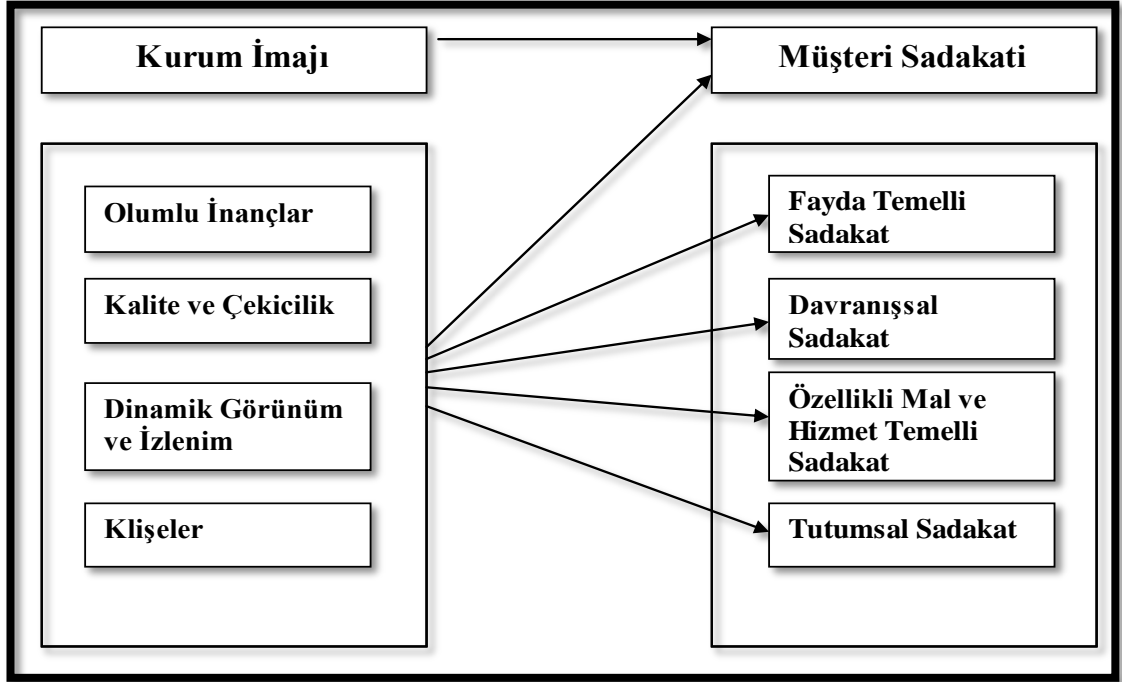 Kurum İmajı
Müşteri Sadakati
Olumlu İnançlar
Kalite ve Çekicilik
Dinamik Görünüm
ve İzlenim
Klişeler
Fayda Temelli
Sadakat
Davranışsal
Sadakat
Özellikli Mal ve
Hizmet Temelli
Sadakat
Tutumsal Sadakat